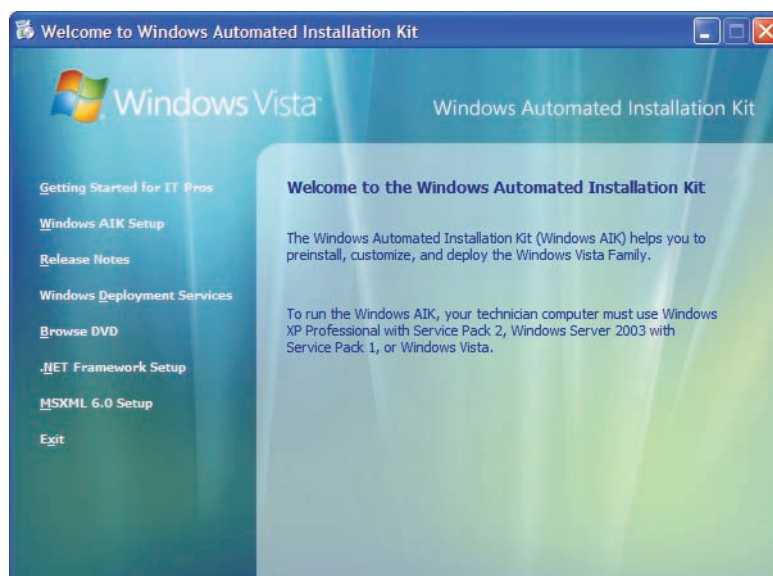 Welcome to Windows Automated Installation Kit
Windows Vista
Windows Automated Installation Kit
Getting Started for IT Pros
Windows AIK Setup
Release Notes
Windows Deployment Services
Browse DVD
.NET Framework Setup
MSXML 6.0 Setup
Exit
Welcome to the Windows Automated Installation Kit
The Windows Automated Installation Kit (Windows AIK) helps you to
preinstall, customize, and deploy the Windows Vista Family.
To run the Windows AIK, your technician computer must use Windows
XP Professional with Service Pack 2, Windows Server 2003 with
Service Pack 1, or Windows Vista.